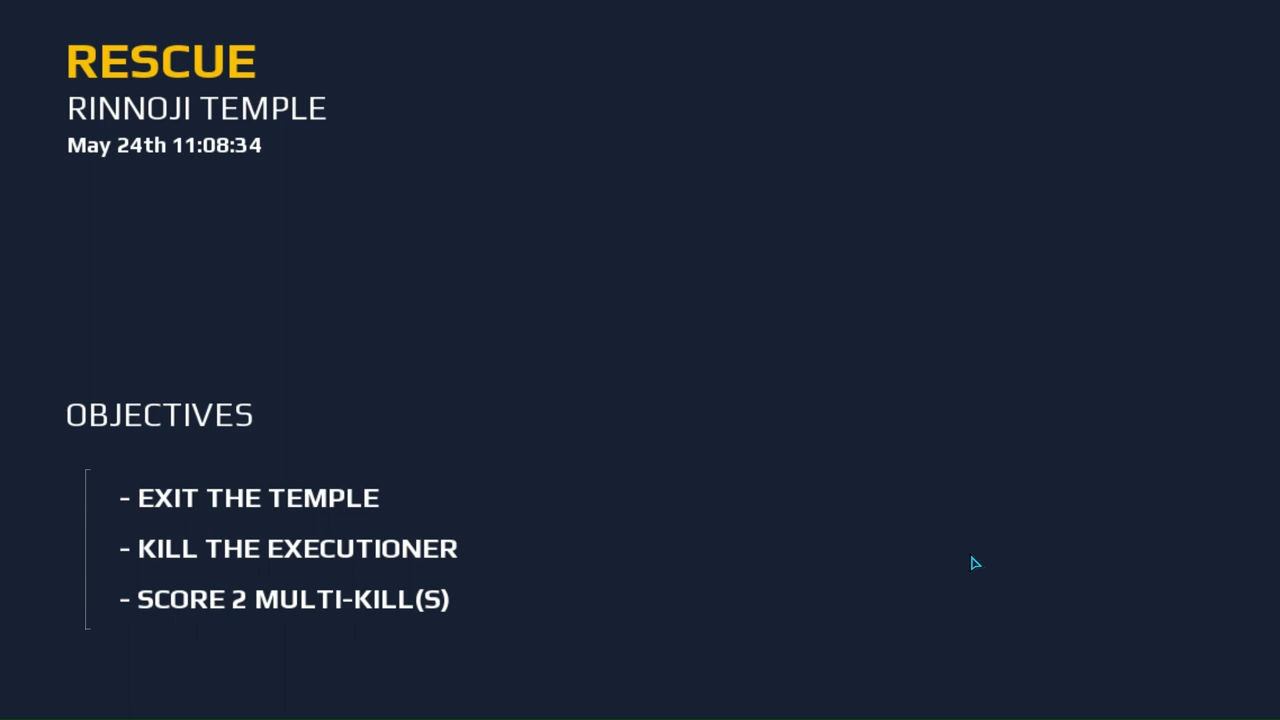 RESCUE
RINNOJI TEMPLE
May 24th 11:08:34
OBJECTIVES
- EXIT THE TEMPLE
- KILL THE EXECUTIONER
- SCORE 2 MULTI-KILL(S)